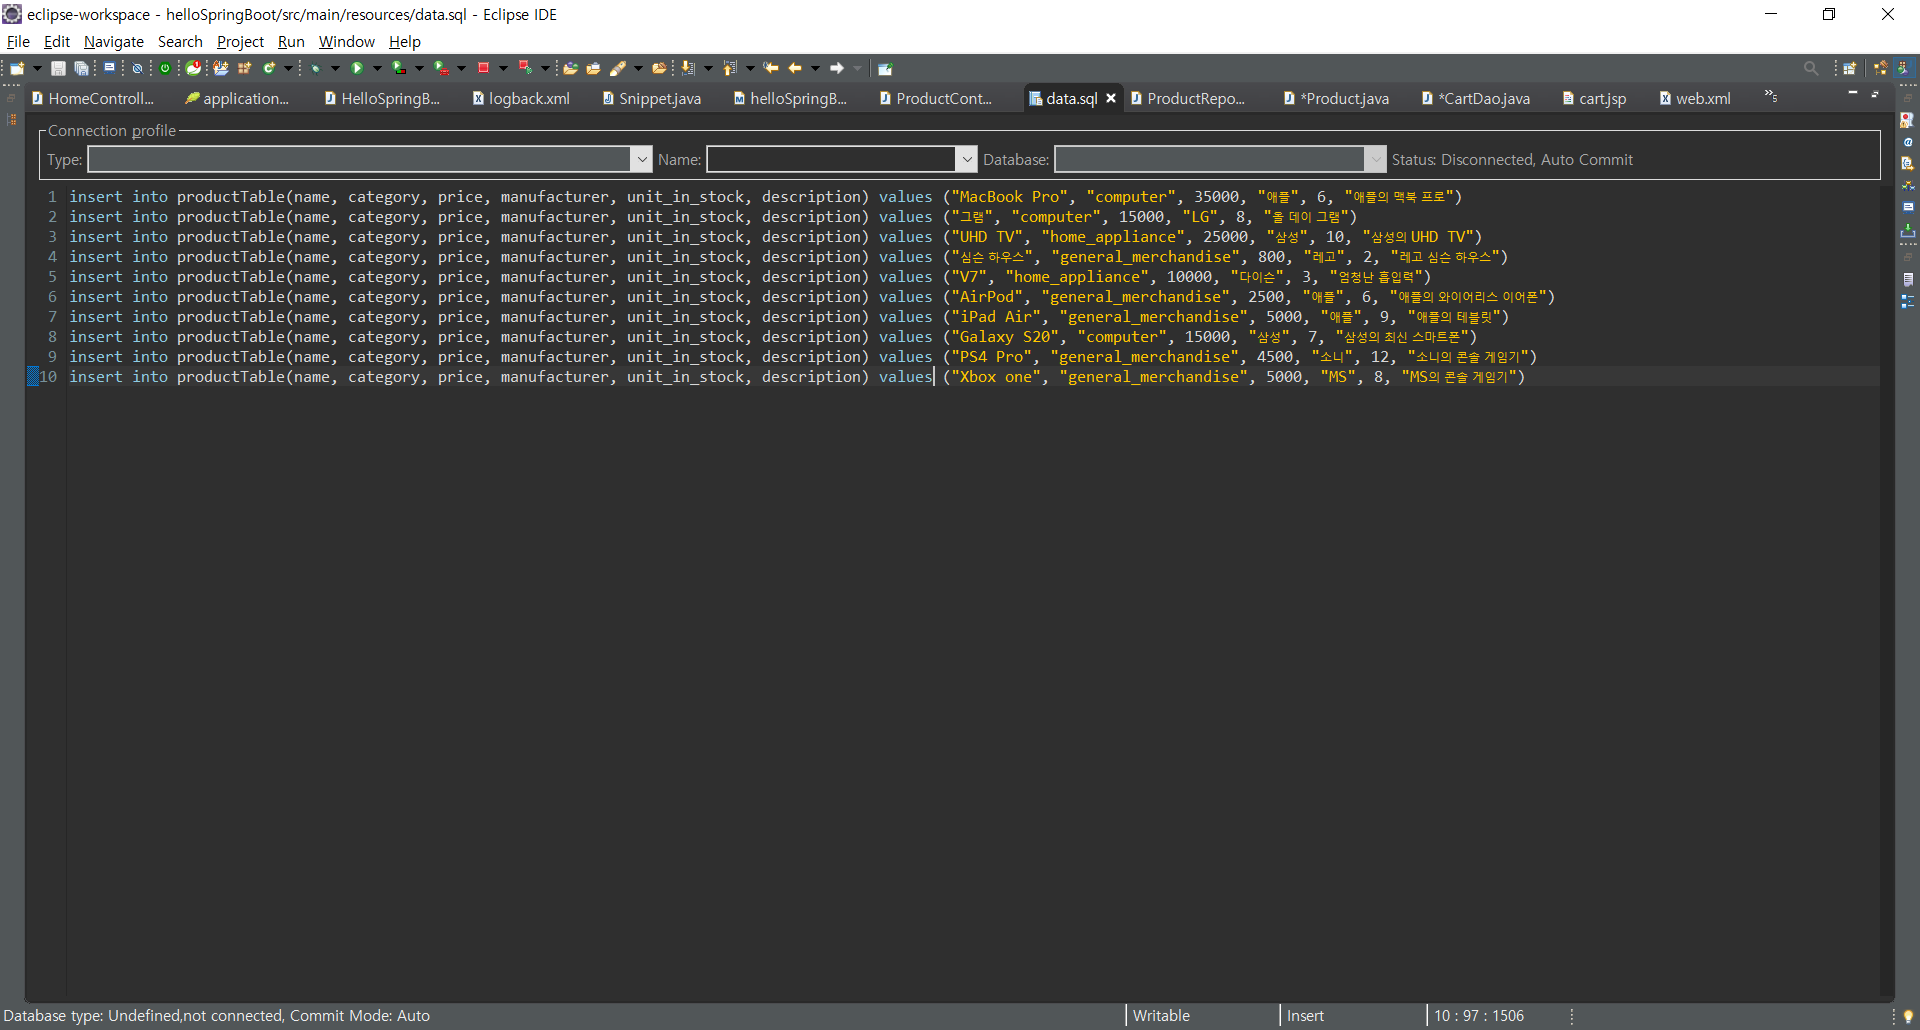 eclipse-workspace - helloSpringBoot/src/main/resources/data.sql - Eclipse IDE
File Edit Navigate Search Project Run Window Help
HomeControll... application... HelloSpringB... logback.xml Snippet.java helloSpringB... ProductCont... data.sql ProductRepo... *Product.java *CartDao.java cart.jsp web.xml »5
Connection profile
Type: Name: Database: Status: Disconnected, Auto Commit
1 insert into productTable(name, category, price, manufacturer, unit_in_stock, description) values ("MacBook Pro", "computer", 35000, "애플", 6, "애플의 맥북 프로")
2 insert into productTable(name, category, price, manufacturer, unit_in_stock, description) values ("그램", "computer", 15000, "LG", 8, "올 데이 그램")
3 insert into productTable(name, category, price, manufacturer, unit_in_stock, description) values ("UHD TV", "home_appliance", 25000, "삼성", 10, "삼성의 UHD TV")
4 insert into productTable(name, category, price, manufacturer, unit_in_stock, description) values ("심슨 하우스", "general_merchandise", 800, "레고", 2, "레고 심슨 하우스")
5 insert into productTable(name, category, price, manufacturer, unit_in_stock, description) values ("V7", "home_appliance", 10000, "다이슨", 3, "엄청난 흡입력")
6 insert into productTable(name, category, price, manufacturer, unit_in_stock, description) values ("AirPod", "general_merchandise", 2500, "애플", 6, "애플의 와이어리스 이어폰")
7 insert into productTable(name, category, price, manufacturer, unit_in_stock, description) values ("iPad Air", "general_merchandise", 5000, "애플", 9, "애플의 테블릿")
8 insert into productTable(name, category, price, manufacturer, unit_in_stock, description) values ("Galaxy S20", "computer", 15000, "삼성", 7, "삼성의 최신 스마트폰")
9 insert into productTable(name, category, price, manufacturer, unit_in_stock, description) values ("PS4 Pro", "general_merchandise", 4500, "소니", 12, "소니의 콘솔 게임기")
10 insert into productTable(name, category, price, manufacturer, unit_in_stock, description) values ("Xbox one", "general_merchandise", 5000, "MS", 8, "MS의 콘솔 게임기")
Database type: Undefined,not connected, Commit Mode: Auto Writable Insert 10 : 97 : 1506